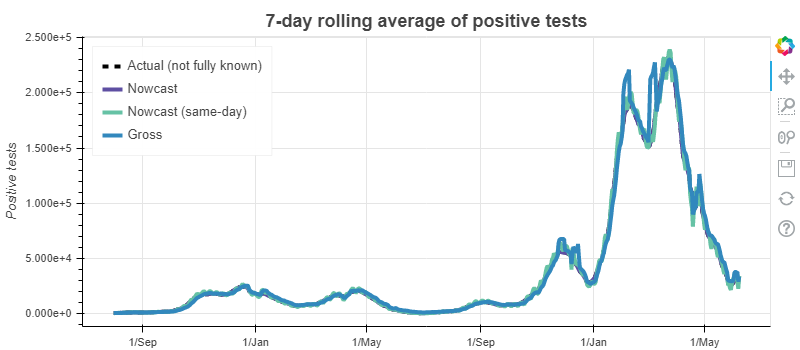 7-day rolling average of positive tests
2.500e+5
2.000e+5
1.500e+5
1.000e+5
5.000e+4
0.000e+0
Positive tests
Actual (not fully known)
Nowcast
Nowcast (same-day)
Gross
1/Sep
1/Jan
1/May
1/Sep
1/Jan
1/May